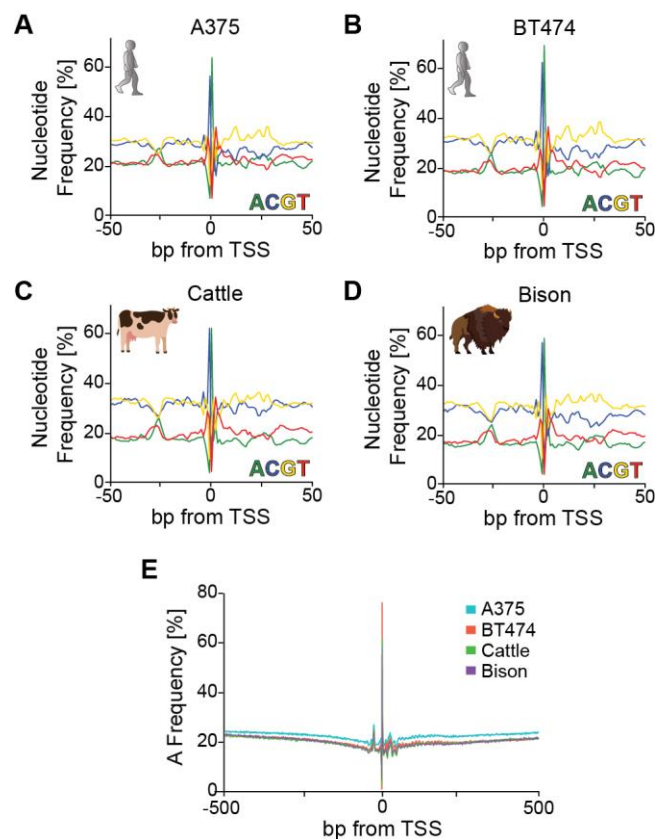 A
A375
Nucleotide
Frequency [%]
60
40
20
0
-50
0
50
ACGT
bp from TSS
B
BT474
Nucleotide
Frequency [%]
60
40
20
0
-50
0
50
ACGT
bp from TSS
C
Cattle
Nucleotide
Frequency [%]
60
40
20
0
-50
0
50
ACGT
bp from TSS
D
Bison
Nucleotide
Frequency [%]
60
40
20
0
-50
0
50
ACGT
bp from TSS
E
A Frequency [%]
80
60
40
20
0
-500
0
500
A375
BT474
Cattle
Bison
bp from TSS